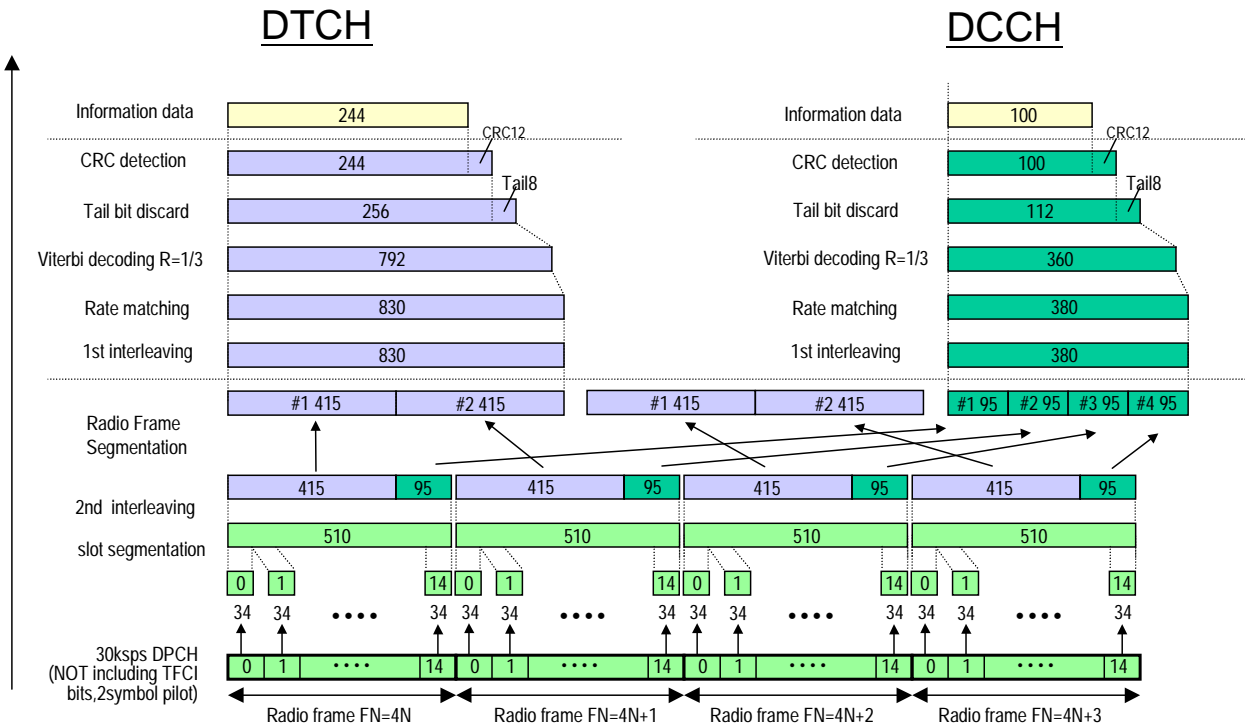 DTCH DCCH
Information data 244 Information data 100
CRC12 CRC12
CRC detection 244 CRC detection 100
Tail8 Tail8
Tail bit discard 256 Tail bit discard 112
Viterbi decoding R=1/3 792 Viterbi decoding R=1/3 360
Rate matching 830 Rate matching 380
1st interleaving 830 1st interleaving 380
#1 415 #2 415 #1 415 #2 415 #1 95 #2 95 #3 95 #4 95
Radio Frame
Segmentation
415 95 415 95 415 95 415 95
2nd interleaving
510 510 510 510
slot segmentation
0 1 14 0 1 14 0 1 14 0 1 14
34 34 •••• 34 34 34 •••• 34 34 34 •••• 34 34 34 •••• 34
30ksps DPCH
(NOT including TFCI
bits,2symbol pilot)
0 1 •••• 14 0 1 •••• 14 0 1 •••• 14 0 1 •••• 14
Radio frame FN=4N Radio frame FN=4N+1 Radio frame FN=4N+2 Radio frame FN=4N+3